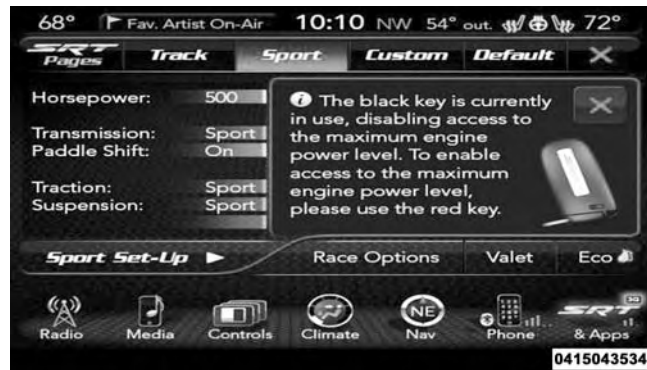 68° Fav. Artist On-Air 10:10 NW 54° out. 72°
SRT Pages Track Sport Custom Default
Horsepower: 500
Transmission: Sport
Paddle Shift: On
Traction: Sport
Suspension: Sport
The black key is currently
in use, disabling access to
the maximum engine
power level. To enable
access to the maximum
engine power level,
please use the red key.
Sport Set-Up Race Options Valet Eco
NE 3G SRT
Radio Media Controls Climate Nav Phone & Apps
0415043534